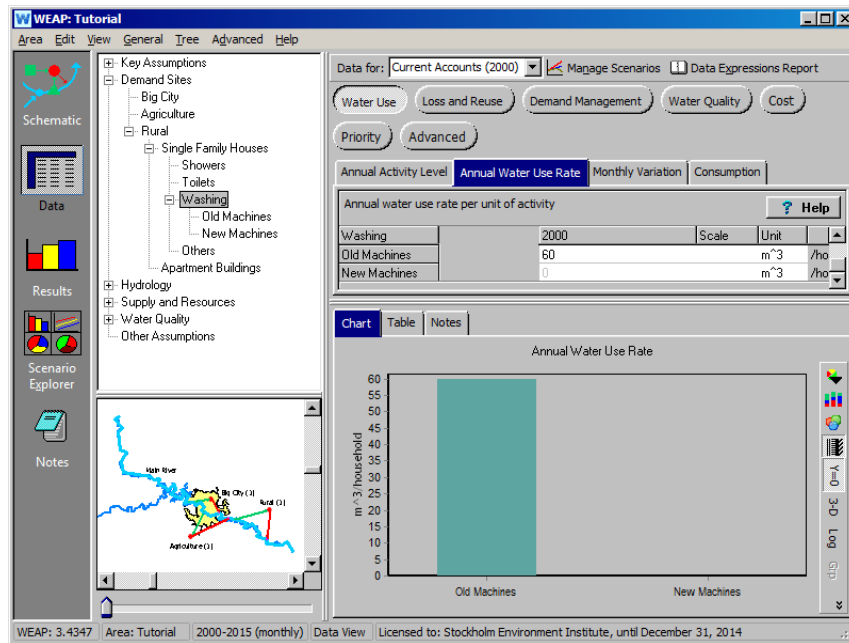 WEAP: Tutorial
Area Edit View General Tree Advanced Help
Schematic
Data
Results
Scenario
Explorer
Notes
Key Assumptions
Demand Sites
Big City
Agriculture
Rural
Single Family Houses
Showers
Toilets
Washing
Old Machines
New Machines
Others
Apartment Buildings
Hydrology
Supply and Resources
Water Quality
Other Assumptions
Main River
Big City (1)
Rural (3)
Agriculture (1)
Data for: Current Accounts (2000) Manage Scenarios Data Expressions Report
Water Use Loss and Reuse Demand Management Water Quality Cost
Priority Advanced
Annual Activity Level Annual Water Use Rate Monthly Variation Consumption
Annual water use rate per unit of activity ? Help
Washing 2000 Scale Unit
Old Machines 60 m^3 /ho
New Machines 0 m^3 /ho
Chart Table Notes
Annual Water Use Rate
m^3/household
60
55
50
45
40
35
30
25
20
15
10
5
0
Old Machines New Machines
Y=0
3-D
Log
Grp
WEAP: 3.4347 Area: Tutorial 2000-2015 (monthly) Data View Licensed to: Stockholm Environment Institute, until December 31, 2014